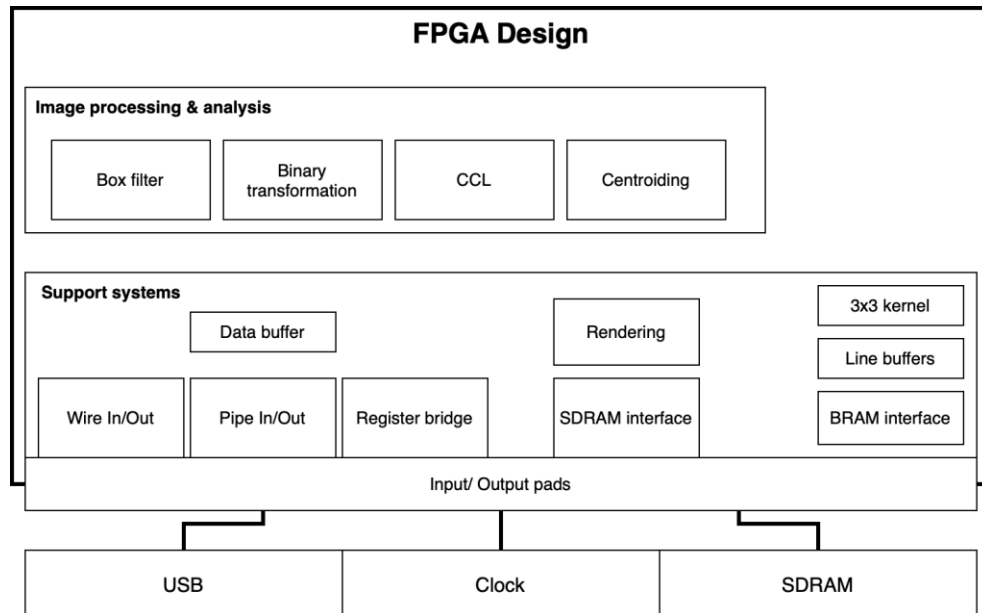 FPGA Design
Image processing & analysis
Box filter
Binary
transformation
CCL
Centroiding
Support systems
Data buffer
Rendering
3x3 kernel
Line buffers
Wire In/Out
Pipe In/Out
Register bridge
SDRAM interface
BRAM interface
Input/ Output pads
USB
Clock
SDRAM